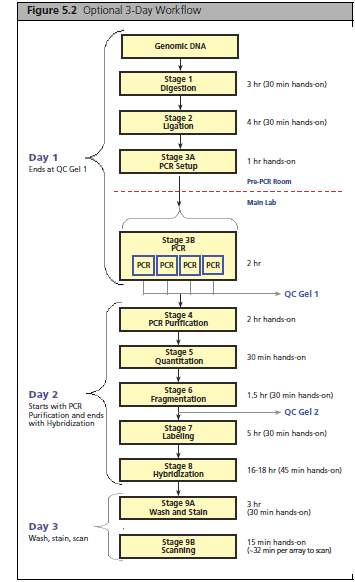 Figure 5.2 Optional 3-Day Workflow
Genomic DNA
Stage 1
Digestion
3 hr (30 min hands-on)
Stage 2
Ligation
4 hr (30 min hands-on)
Day 1
Ends at QC Gel 1
Stage 3A
PCR Setup
1 hr hands-on
Pre-PCR Room
Main Lab
Stage 3B
PCR
PCR PCR PCR PCR
2 hr
QC Gel 1
Stage 4
PCR Purification
2 hr hands-on
Stage 5
Quantitation
30 min hands-on
Day 2
Starts with PCR
Purification and ends
with Hybridization
Stage 6
Fragmentation
1.5 hr (30 min hands-on)
QC Gel 2
Stage 7
Labeling
5 hr (30 min hands-on)
Stage 8
Hybridization
16-18 hr (45 min hands-on)
Stage 9A
Wash and Stain
3 hr
(30 min hands-on)
Day 3
Wash, stain, scan
Stage 9B
Scanning
15 min hands-on
(~32 min per array to scan)